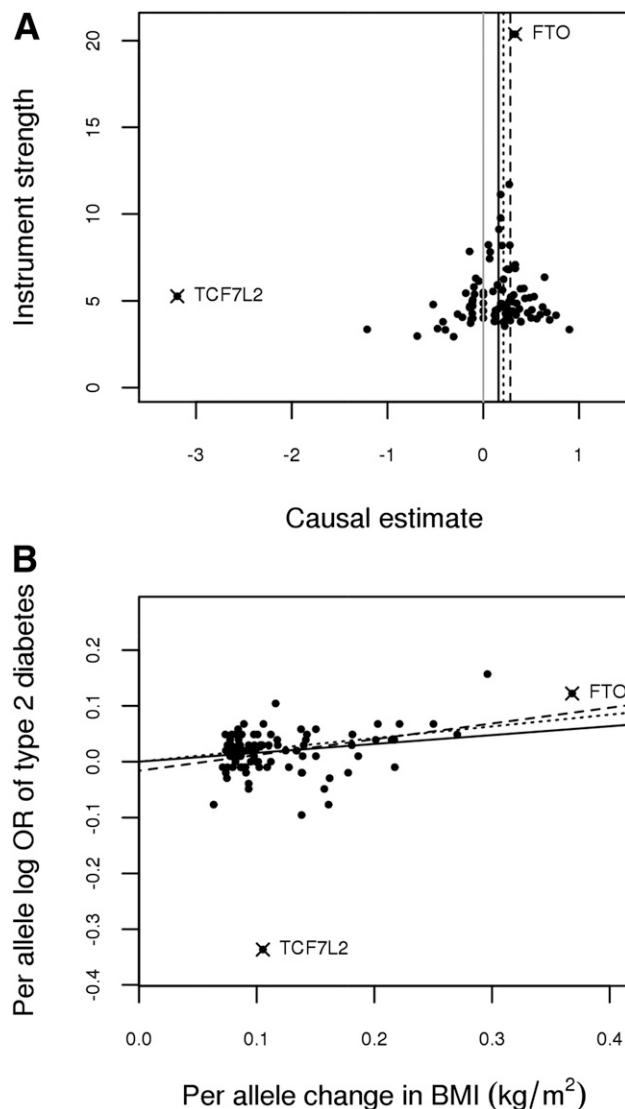 A
Instrument strength
20
15
10
5
0
FTO
TCF7L2
-3 -2 -1 0 1
Causal estimate
B
Per allele log OR of type 2 diabetes
0.2
0.1
0.0
-0.1
-0.2
-0.3
-0.4
FTO
TCF7L2
0.0 0.1 0.2 0.3 0.4
Per allele change in BMI (kg/m²)